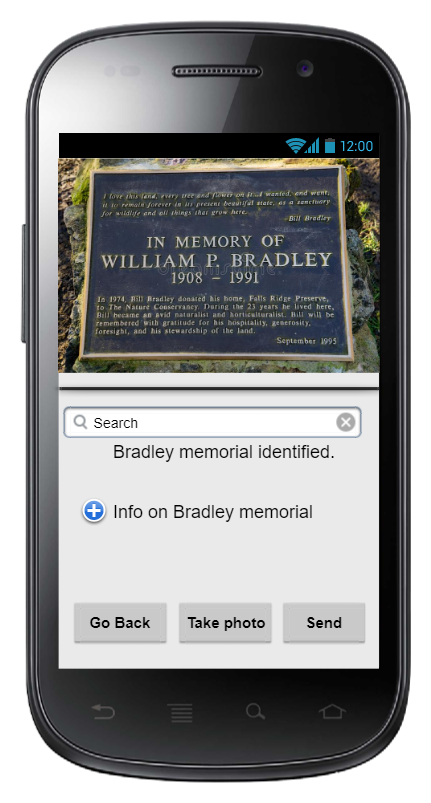 12:00
I love this land, every tree and flower on it. I wanted, and want,
it to remain forever in its present beautiful state, as a sanctuary
for wildlife and all things that grow here.
-Bill Bradley
IN MEMORY OF
WILLIAM P. BRADLEY
1908 – 1991
In 1974, Bill Bradley donated his home, Falls Ridge Preserve,
to The Nature Conservancy. During the 23 years he lived here,
Bill became an avid naturalist and horticulturalist. Bill will be
remembered with gratitude for his hospitality, generosity,
foresight, and his stewardship of the land.
September 1995
Search
Bradley memorial identified.
Info on Bradley memorial
Go Back
Take photo
Send